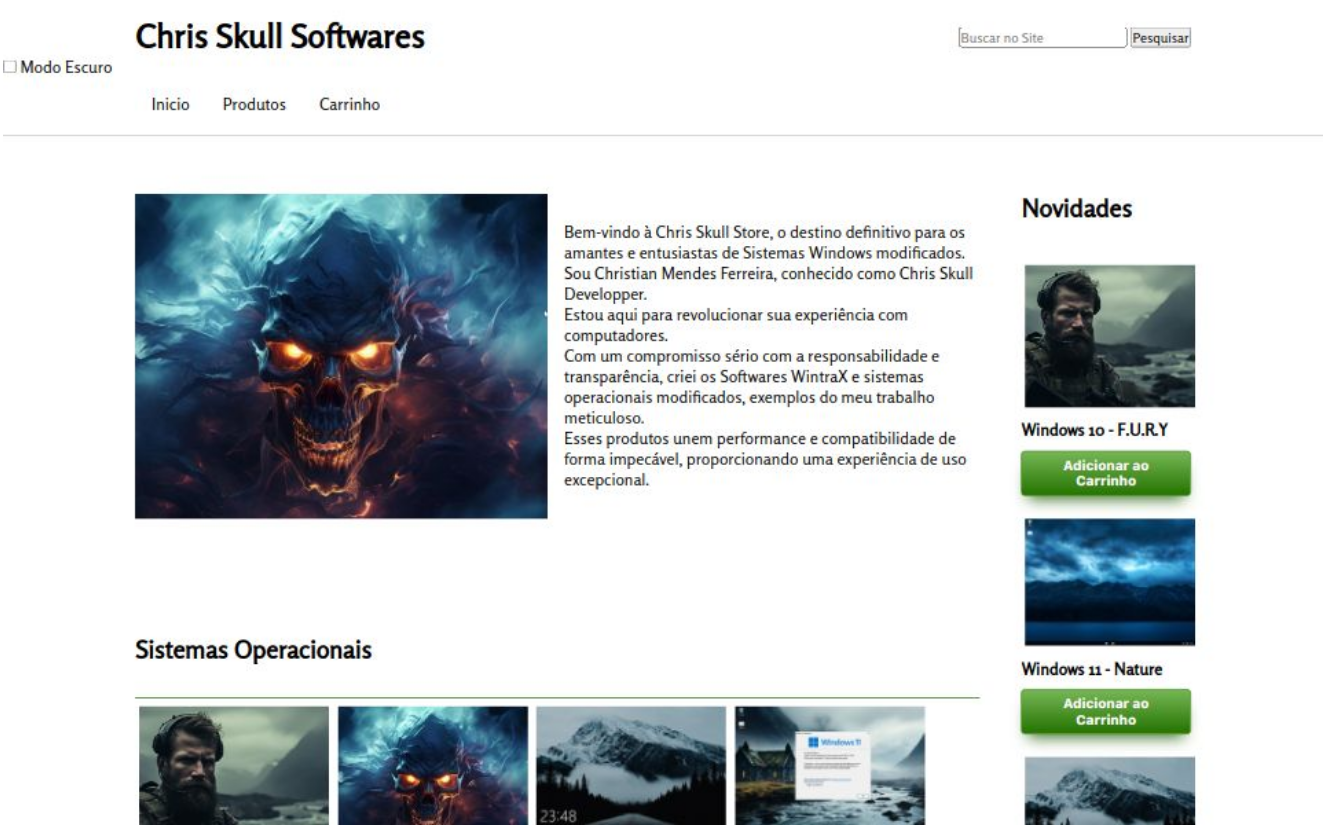 Chris Skull Softwares
Buscar no Site
Pesquisar
Modo Escuro
Inicio
Produtos
Carrinho
Bem-vindo à Chris Skull Store, o destino definitivo para os
amantes e entusiastas de Sistemas Windows modificados.
Sou Christian Mendes Ferreira, conhecido como Chris Skull
Developper.
Estou aqui para revolucionar sua experiência com
computadores.
Com um compromisso sério com a responsabilidade e
transparência, criei os Softwares WintraX e sistemas
operacionais modificados, exemplos do meu trabalho
meticuloso.
Esses produtos unem performance e compatibilidade de
forma impecável, proporcionando uma experiência de uso
excepcional.
Novidades
Windows 10 - F.U.R.Y
Adicionar ao
Carrinho
Windows 11 - Nature
Adicionar ao
Carrinho
Sistemas Operacionais
23:48
Windows 11